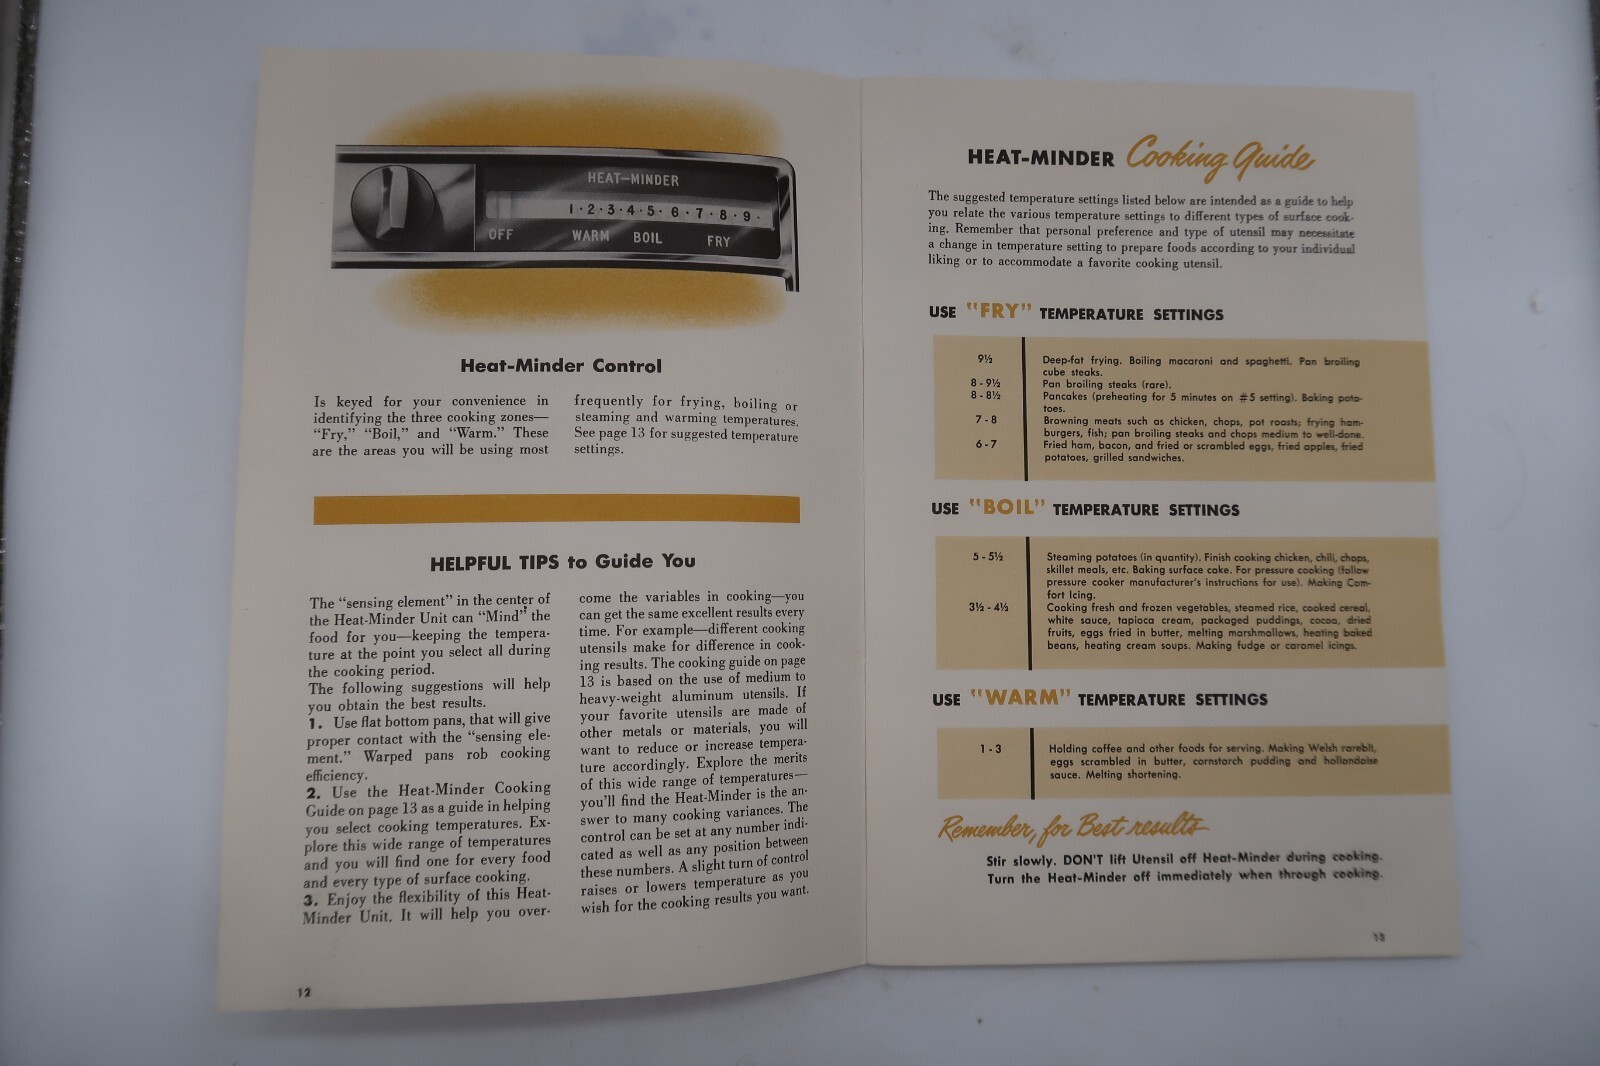 HEAT-MINDER
1·2·3·4·5·6·7·8·9·
OFF WARM BOIL FRY
Heat-Minder Control
Is keyed for your convenience in
identifying the three cooking zones—
"Fry," "Boil," and "Warm." These
are the areas you will be using most
frequently for frying, boiling or
steaming and warming temperatures.
See page 13 for suggested temperature
settings.
HELPFUL TIPS to Guide You
The "sensing element" in the center of
the Heat-Minder Unit can "Mind" the
food for you—keeping the tempera-
ture at the point you select all during
the cooking period.
The following suggestions will help
you obtain the best results.
1. Use flat bottom pans, that will give
proper contact with the "sensing ele-
ment." Warped pans rob cooking
efficiency.
2. Use the Heat-Minder Cooking
Guide on page 13 as a guide in helping
you select cooking temperatures. Ex-
plore this wide range of temperatures
and you will find one for every food
and every type of surface cooking.
3. Enjoy the flexibility of this Heat-
Minder Unit. It will help you over-
come the variables in cooking—you
can get the same excellent results every
time. For example—different cooking
utensils make for difference in cook-
ing results. The cooking guide on page
13 is based on the use of medium to
heavy-weight aluminum utensils. If
your favorite utensils are made of
other metals or materials, you will
want to reduce or increase tempera-
ture accordingly. Explore the merits
of this wide range of temperatures—
you'll find the Heat-Minder is the an-
swer to many cooking variances. The
control can be set at any number indi-
cated as well as any position between
these numbers. A slight turn of control
raises or lowers temperature as you
wish for the cooking results you want.
12
HEAT-MINDER Cooking Guide
The suggested temperature settings listed below are intended as a guide to help
you relate the various temperature settings to different types of surface cook-
ing. Remember that personal preference and type of utensil may necessitate
a change in temperature setting to prepare foods according to your individual
liking or to accommodate a favorite cooking utensil.
USE "FRY" TEMPERATURE SETTINGS
9½ Deep-fat frying. Boiling macaroni and spaghetti. Pan broiling
cube steaks.
8 - 9½ Pan broiling steaks (rare).
8 - 8½ Pancakes (preheating for 5 minutes on #5 setting). Baking pota-
toes.
7 - 8 Browning meats such as chicken, chops, pot roasts; frying ham-
burgers, fish; pan broiling steaks and chops medium to well-done.
6 - 7 Fried ham, bacon, and fried or scrambled eggs, fried apples, fried
potatoes, grilled sandwiches.
USE "BOIL" TEMPERATURE SETTINGS
5 - 5½ Steaming potatoes (in quantity). Finish cooking chicken, chili, chops,
skillet meals, etc. Baking surface cake. For pressure cooking (follow
pressure cooker manufacturer's instructions for use). Making Com-
fort Icing.
3½ - 4½ Cooking fresh and frozen vegetables, steamed rice, cooked cereal,
white sauce, tapioca cream, packaged puddings, cocoa, dried
fruits, eggs fried in butter, melting marshmallows, heating baked
beans, heating cream soups. Making fudge or caramel icings.
USE "WARM" TEMPERATURE SETTINGS
1 - 3 Holding coffee and other foods for serving. Making Welsh rarebit,
eggs scrambled in butter, cornstarch pudding and hollandaise
sauce. Melting shortening.
Remember, for Best results
Stir slowly. DON'T lift Utensil off Heat-Minder during cooking.
Turn the Heat-Minder off immediately when through cooking.
13